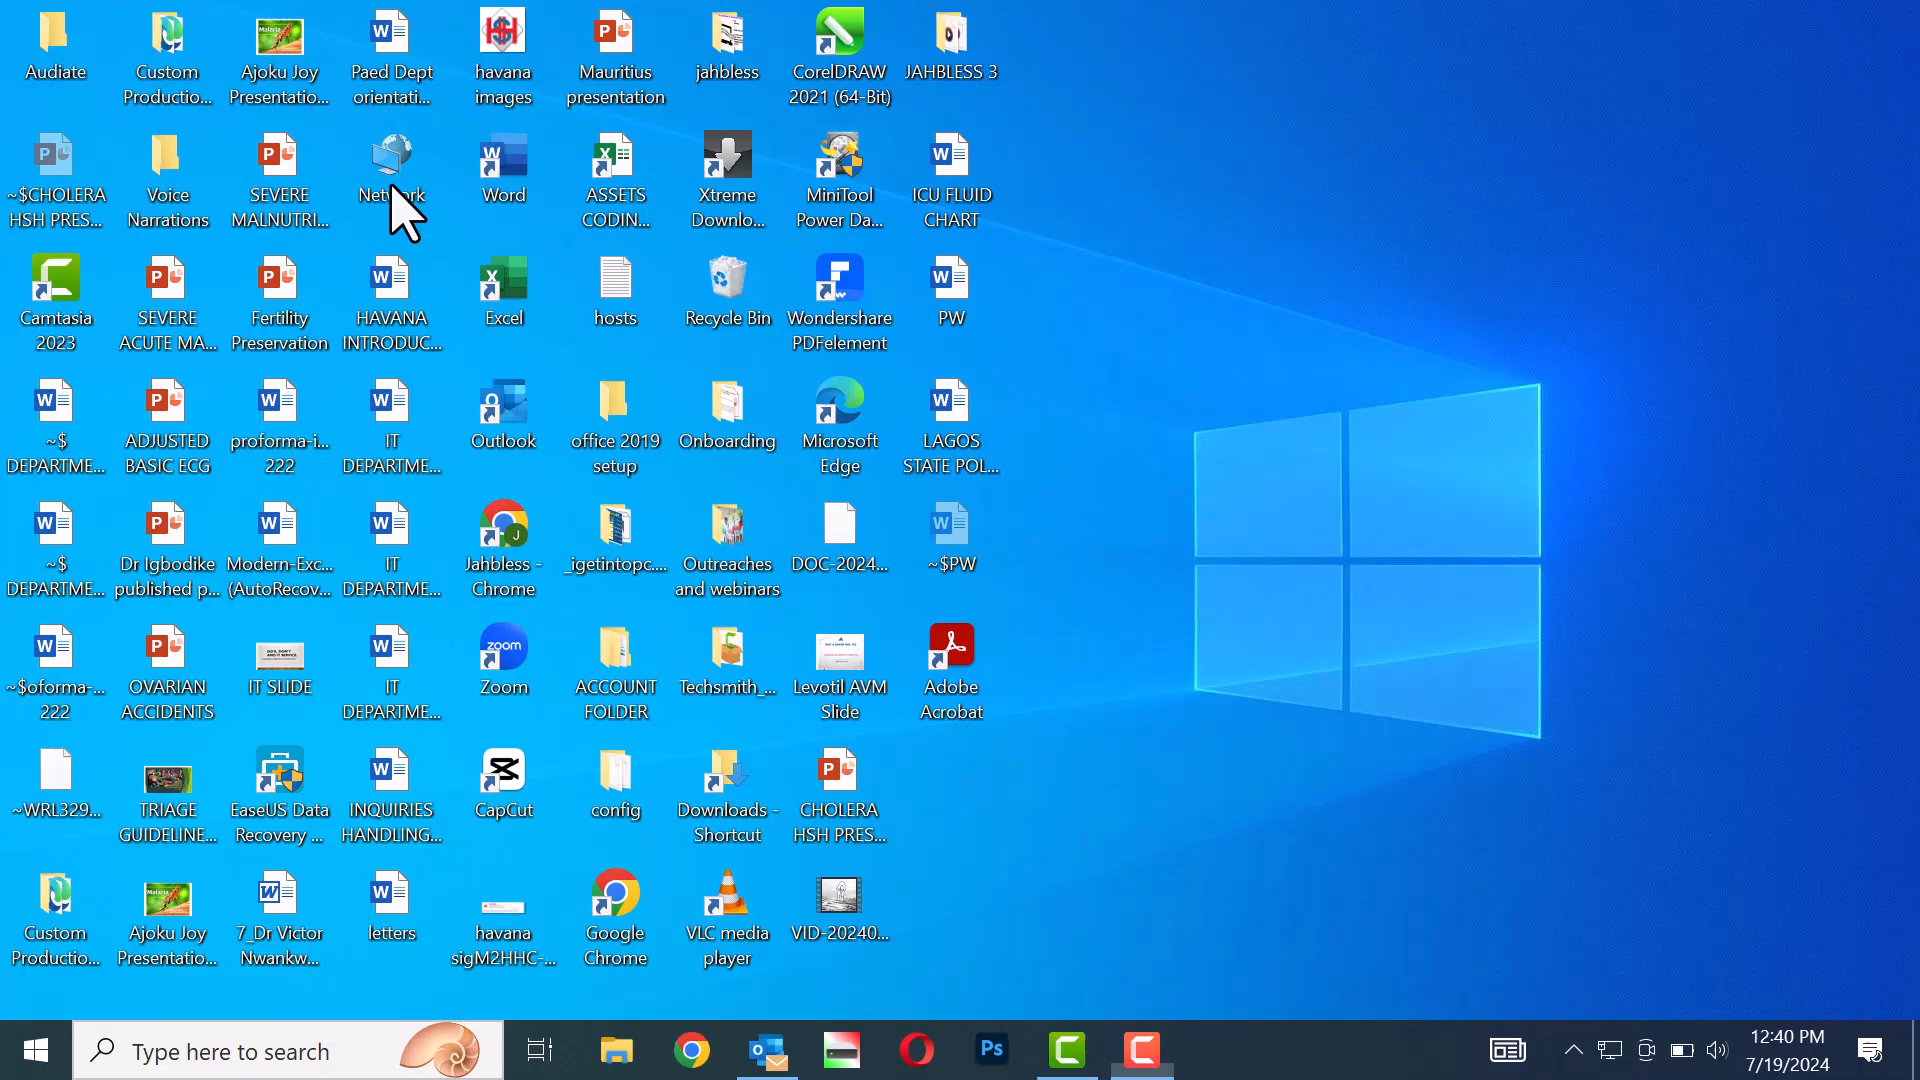 Audiate
Custom
Productio...
Ajoku Joy
Presentatio...
Paed Dept
orientati...
havana
images
Mauritius
presentation
jahbless
CorelDRAW
2021 (64-Bit)
JAHBLESS 3
~$CHOLERA
HSH PRES...
Voice
Narrations
SEVERE
MALNUTRI...
Network
Word
ASSETS
CODIN...
Xtreme
Downlo...
MiniTool
Power Da...
ICU FLUID
CHART
Camtasia
2023
SEVERE
ACUTE MA...
Fertility
Preservation
HAVANA
INTRODUC...
Excel
hosts
Recycle Bin
Wondershare
PDFelement
PW
~$
DEPARTME...
ADJUSTED
BASIC ECG
proforma-i...
222
IT
DEPARTME...
Outlook
office 2019
setup
Onboarding
Microsoft
Edge
LAGOS
STATE POL...
~$
DEPARTME...
Dr Igbodike
published p...
Modern-Exc...
(AutoRecov...
IT
DEPARTME...
Jahbless -
Chrome
_igetintopc....
Outreaches
and webinars
DOC-2024...
~$PW
~$oforma-...
222
OVARIAN
ACCIDENTS
IT SLIDE
IT
DEPARTME...
zoom
Zoom
ACCOUNT
FOLDER
Techsmith_...
Levotil AVM
Slide
Adobe
Acrobat
~WRL329...
TRIAGE
GUIDELINE...
EaseUS Data
Recovery ...
INQUIRIES
HANDLING...
CapCut
config
Downloads -
Shortcut
CHOLERA
HSH PRES...
Custom
Productio...
Ajoku Joy
Presentatio...
7_Dr Victor
Nwankw...
letters
havana
sigM2HHC-...
Google
Chrome
VLC media
player
VID-20240...
Type here to search
Ps
12:40 PM
7/19/2024